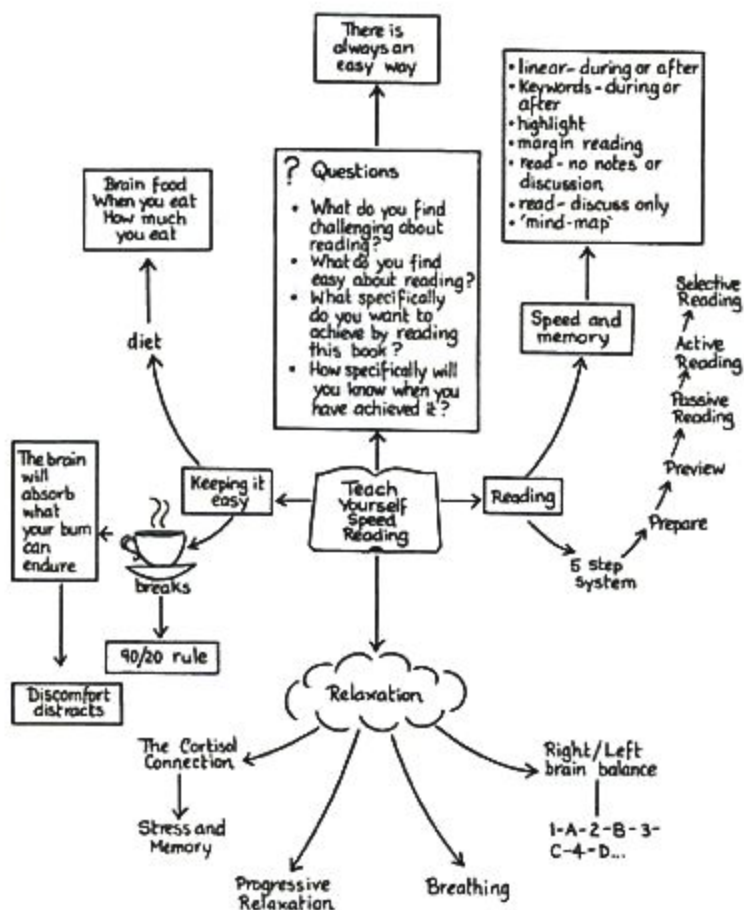 There is
always an
easy way
• linear - during or after
• Keywords - during or
after
• highlight
• margin reading
• read - no notes or
discussion
• read - discuss only
• 'mind-map'
? Questions
• What do you find
challenging about
reading?
• What do you find
easy about reading?
• What specifically
do you want to
achieve by reading
this book?
• How specifically will
you know when you
have achieved it?
Brain food
When you eat
How much
you eat
diet
Speed and
memory
Selective
Reading
Active
Reading
Passive
Reading
Preview
Prepare
5 step
system
Reading
Teach
Yourself
Speed
Reading
Keeping it
easy
The brain
will
absorb
what
your bum
can
endure
breaks
90/20 rule
Discomfort
distracts
Relaxation
The Cortisol
Connection
Stress and
Memory
Progressive
Relaxation
Breathing
Right/Left
brain balance
1-A-2-B-3-
C-4-D...